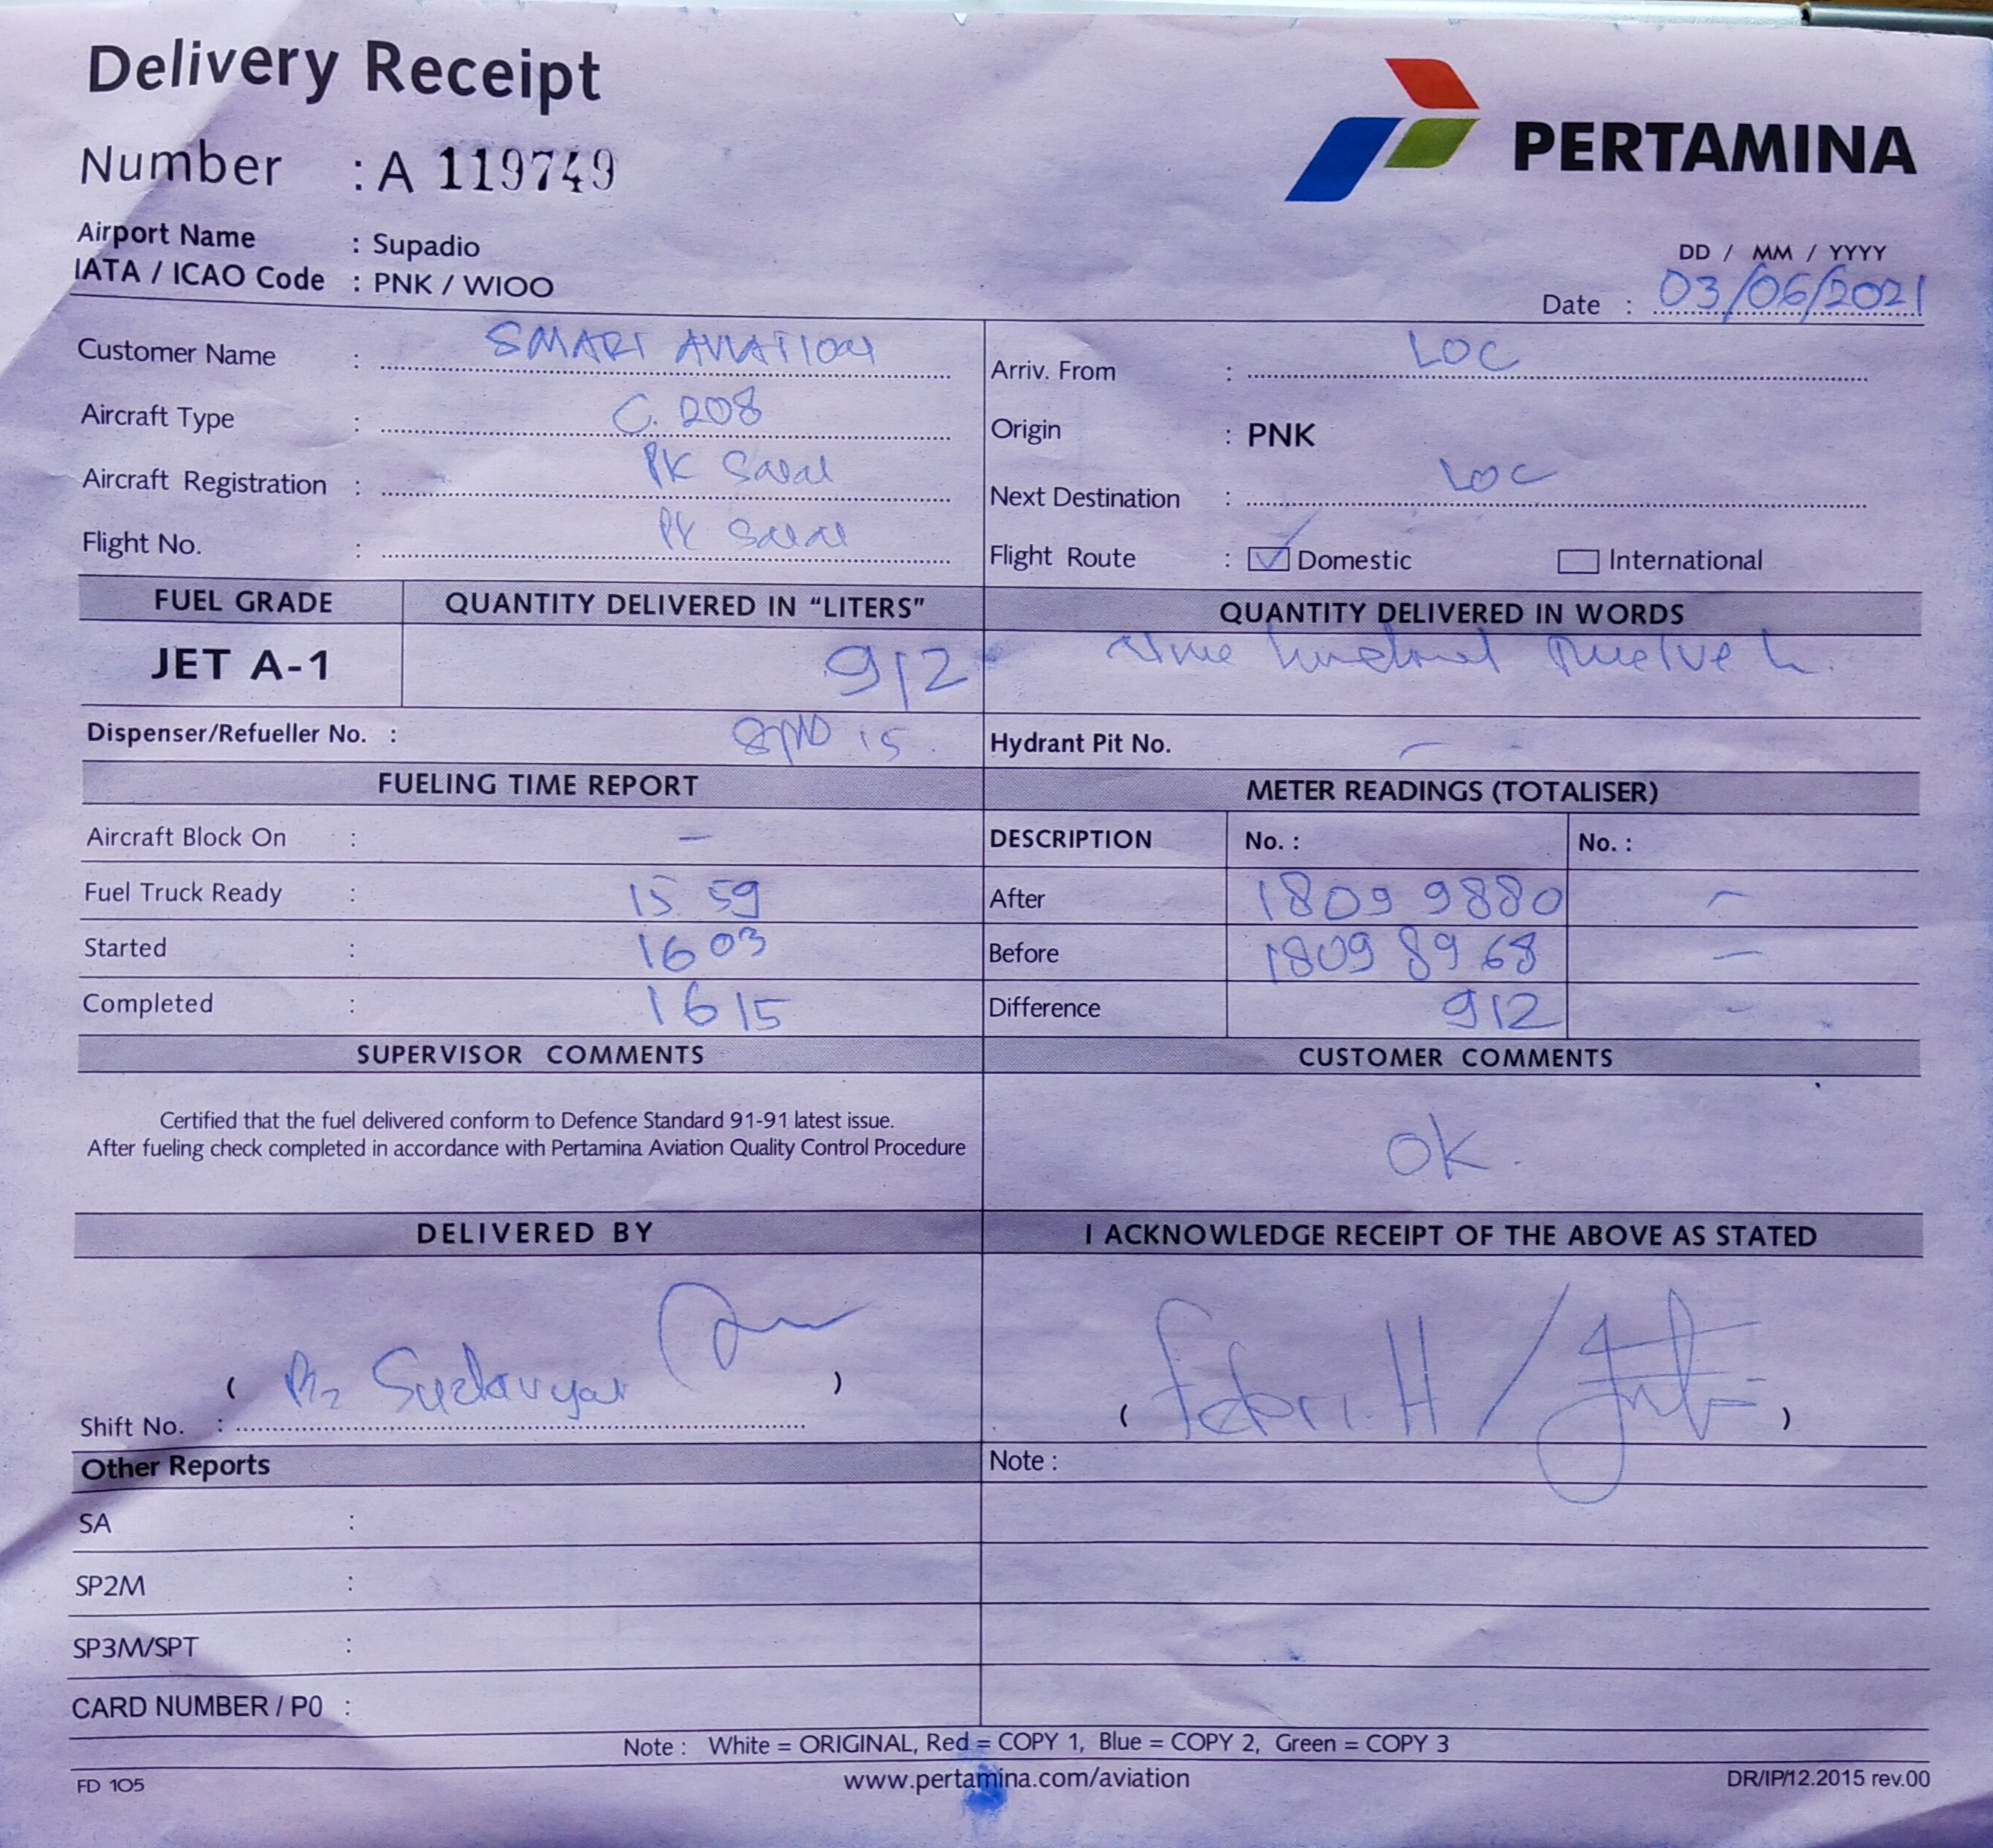 Delivery Receipt
PERTAMINA
Number : A 119749
Airport Name : Supadio
IATA / ICAO Code : PNK / WIOO
DD / MM / YYYY
Date : 03/06/2021
Customer Name : SMART AVIATION
Arriv. From : LOC
Aircraft Type : C. 208
Origin : PNK
Aircraft Registration : PK
Next Destination : LOC
Flight No. : PK
Flight Route : Domestic International
FUEL GRADE QUANTITY DELIVERED IN “LITERS” QUANTITY DELIVERED IN WORDS
JET A-1 912 Nine hundred Twelve L.
Dispenser/Refueller No. : 15 Hydrant Pit No. -
FUELING TIME REPORT METER READINGS (TOTALISER)
Aircraft Block On : - DESCRIPTION No. : No. :
Fuel Truck Ready : 15 59 After 1809 9880 -
Started : 16 03 Before 1809 8968 -
Completed : 16 15 Difference 912 -
SUPERVISOR COMMENTS CUSTOMER COMMENTS
Certified that the fuel delivered conform to Defence Standard 91-91 latest issue.
After fueling check completed in accordance with Pertamina Aviation Quality Control Procedure
OK.
DELIVERED BY I ACKNOWLEDGE RECEIPT OF THE ABOVE AS STATED
( )
( Febri. H / )
Shift No. :
Other Reports Note :
SA :
SP2M :
SP3M/SPT :
CARD NUMBER / P0 :
Note : White = ORIGINAL, Red = COPY 1, Blue = COPY 2, Green = COPY 3
FD 105 www.pertamina.com/aviation DR/IP/12.2015 rev.00